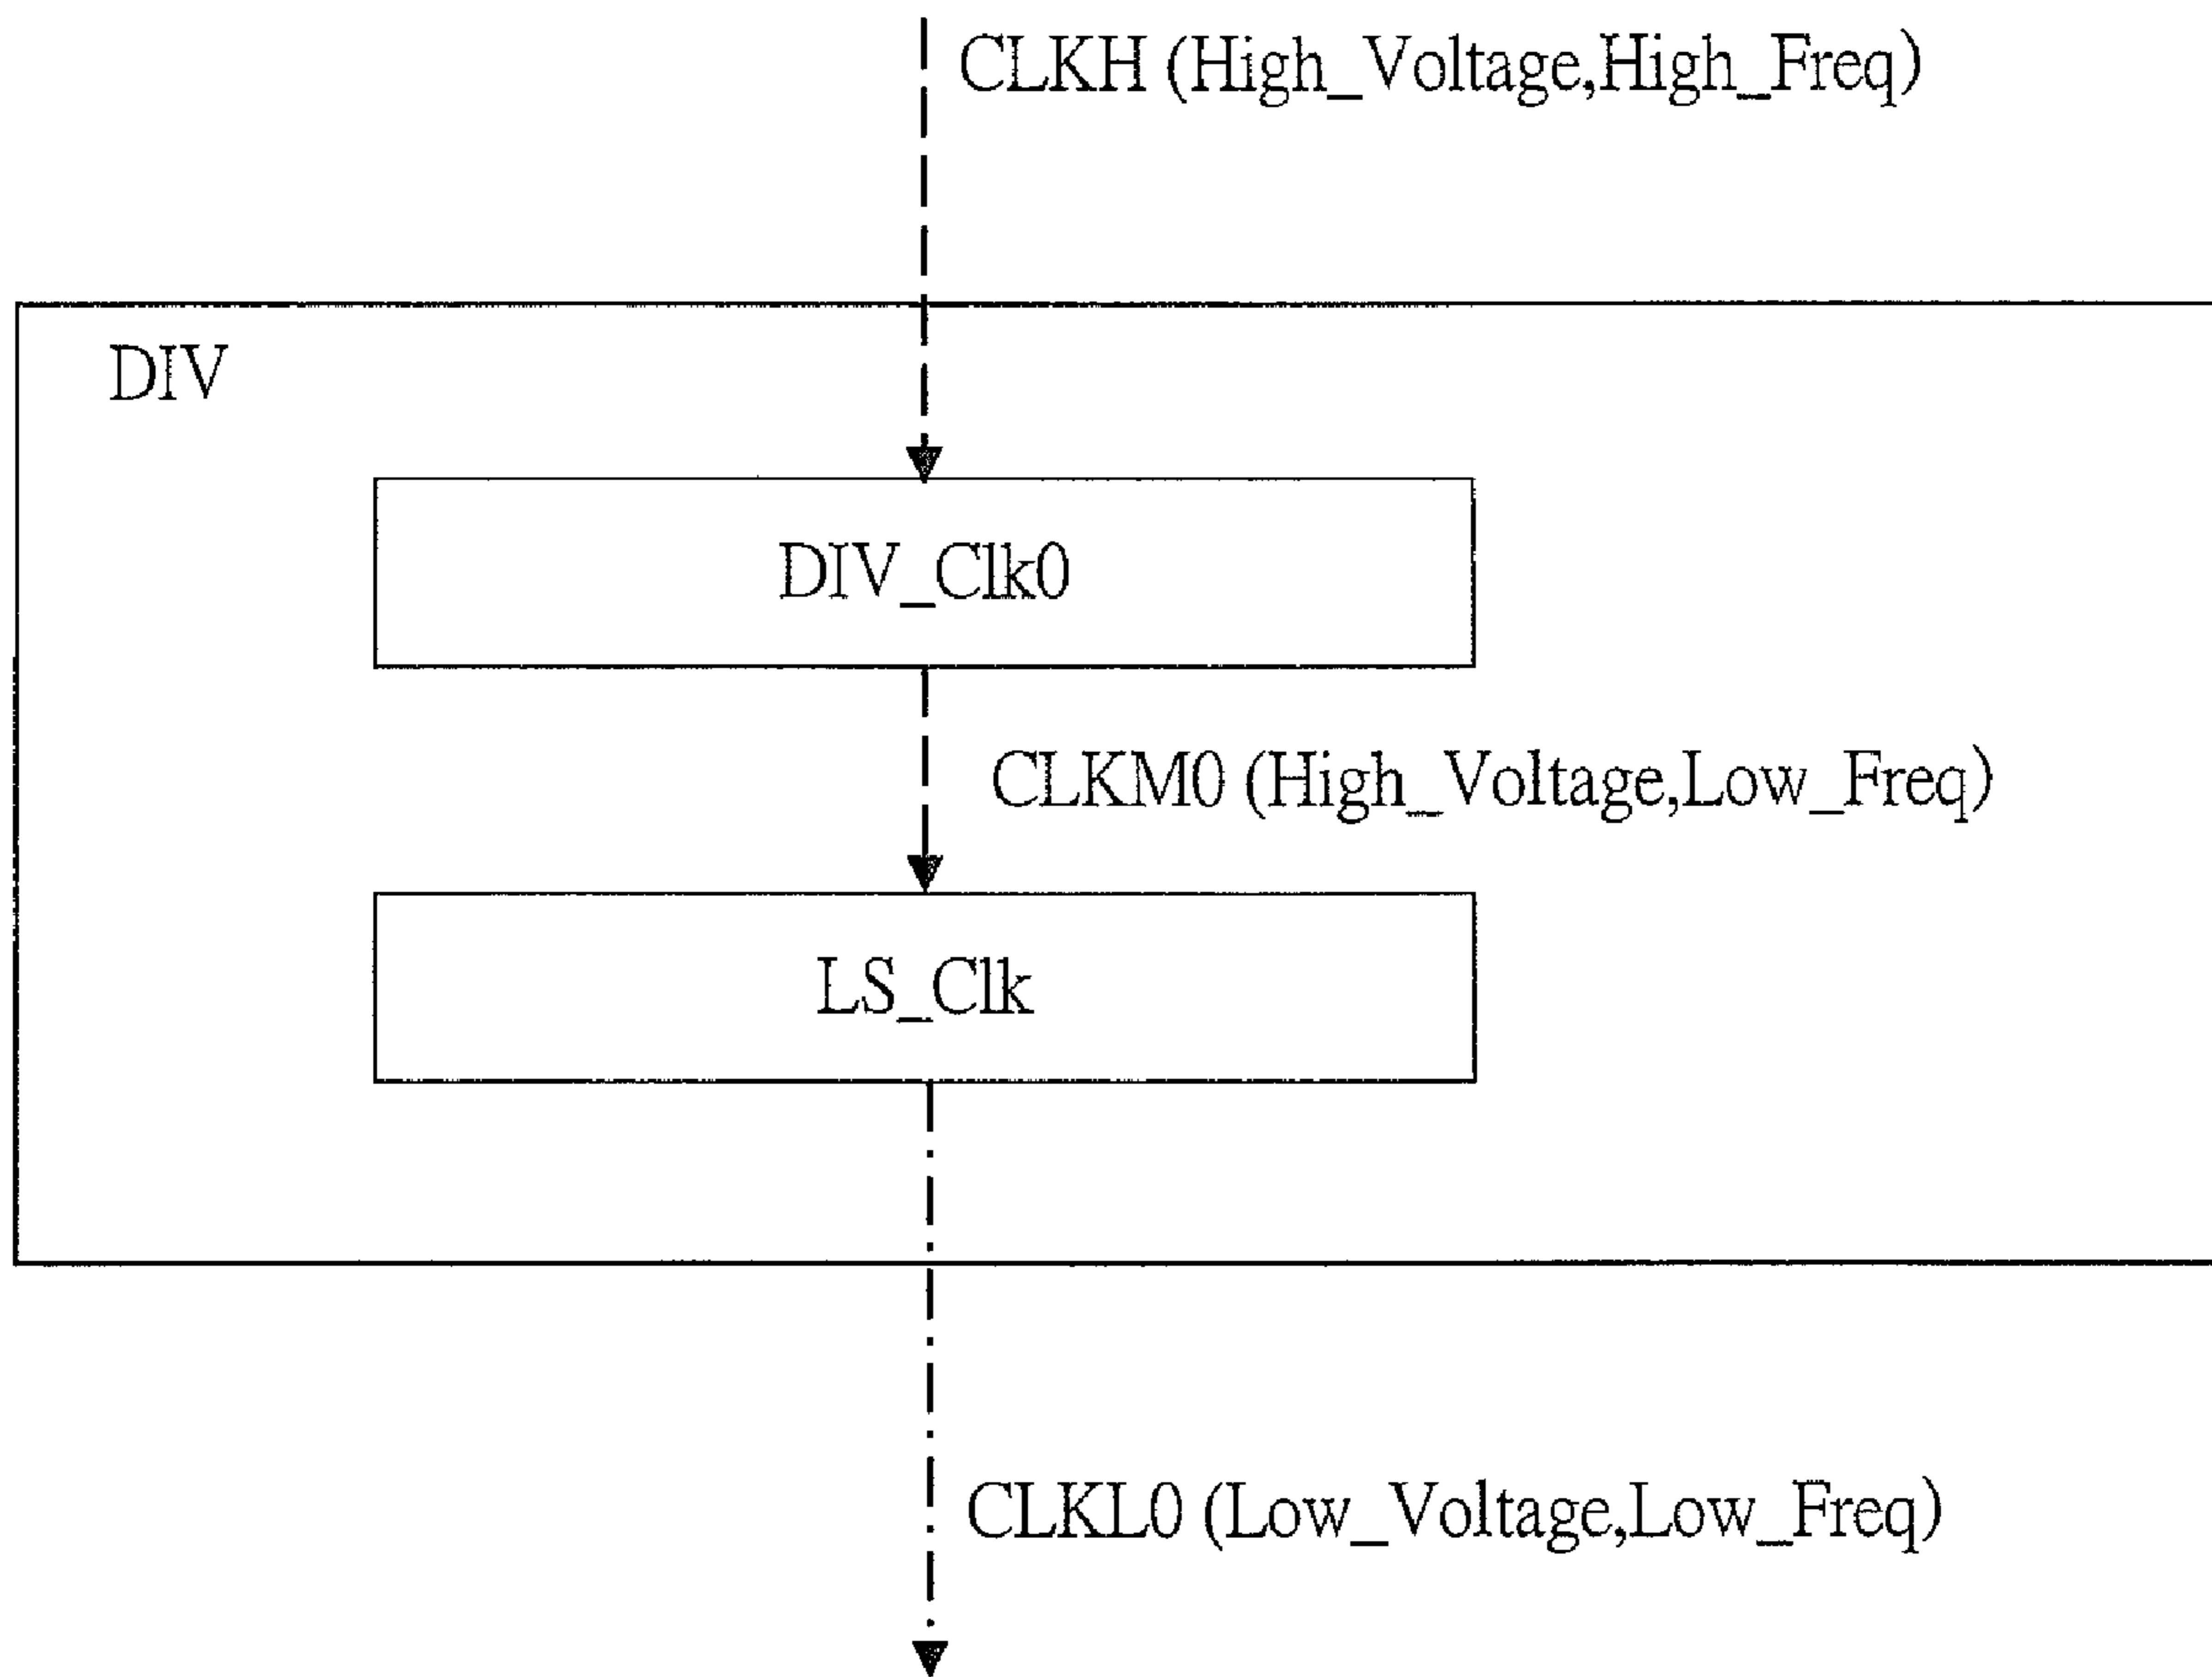 CLKH (High_Voltage,High_Freq)
DIV
DIV_Clk0
CLKM0 (High_Voltage,Low_Freq)
LS_Clk
CLKL0 (Low_Voltage,Low_Freq)